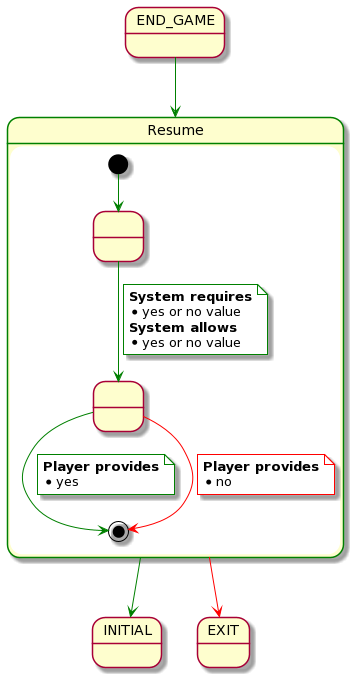 END_GAME
Resume
System requires
• yes or no value
System allows
• yes or no value
Player provides
• yes
Player provides
• no
INITIAL
EXIT